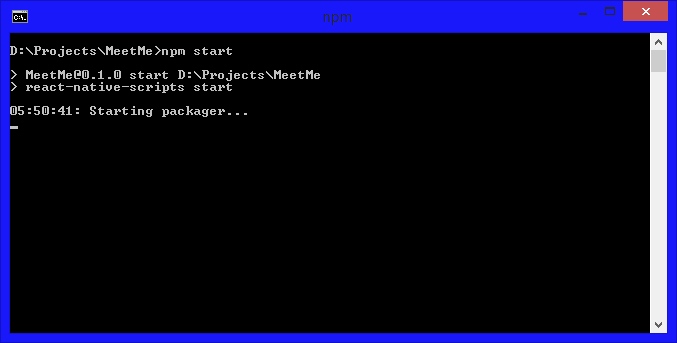 npm
D:\Projects\MeetMe>npm start
> MeetMe@0.1.0 start D:\Projects\MeetMe
> react-native-scripts start
05:50:41: Starting packager...